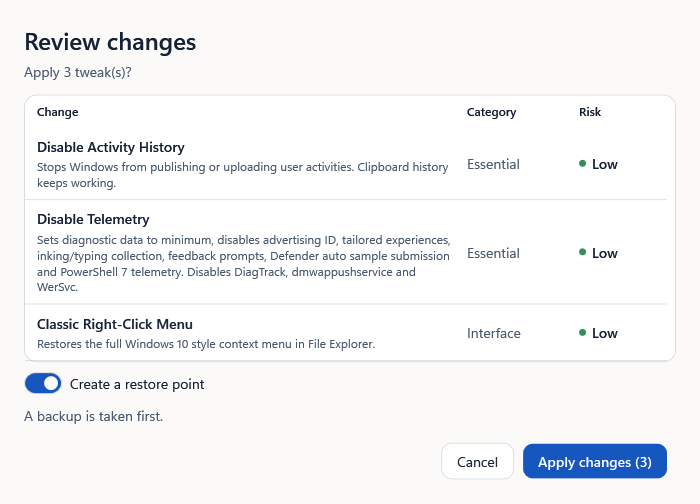 Review changes
Apply 3 tweak(s)?
Change Category Risk
Disable Activity History
Stops Windows from publishing or uploading user activities. Clipboard history
keeps working.
Essential Low
Disable Telemetry
Sets diagnostic data to minimum, disables advertising ID, tailored experiences,
inking/typing collection, feedback prompts, Defender auto sample submission
and PowerShell 7 telemetry. Disables DiagTrack, dmwappushservice and
WerSvc.
Essential Low
Classic Right-Click Menu
Restores the full Windows 10 style context menu in File Explorer.
Interface Low
Create a restore point
A backup is taken first.
Cancel Apply changes (3)